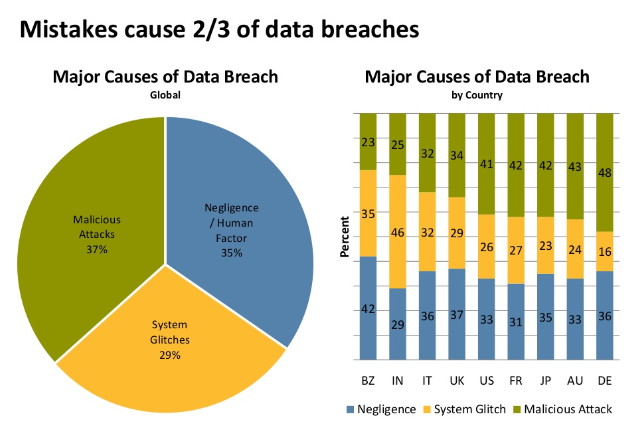 Mistakes cause 2/3 of data breaches
Major Causes of Data Breach
Global
Malicious
Attacks
37%
Negligence
/ Human
Factor
35%
System
Glitches
29%
Major Causes of Data Breach
by Country
Percent
23 25 32 34 41 42 42 43 48
35 46 32 29 26 27 23 24 16
42 29 36 37 33 31 35 33 36
BZ IN IT UK US FR JP AU DE
Negligence System Glitch Malicious Attack